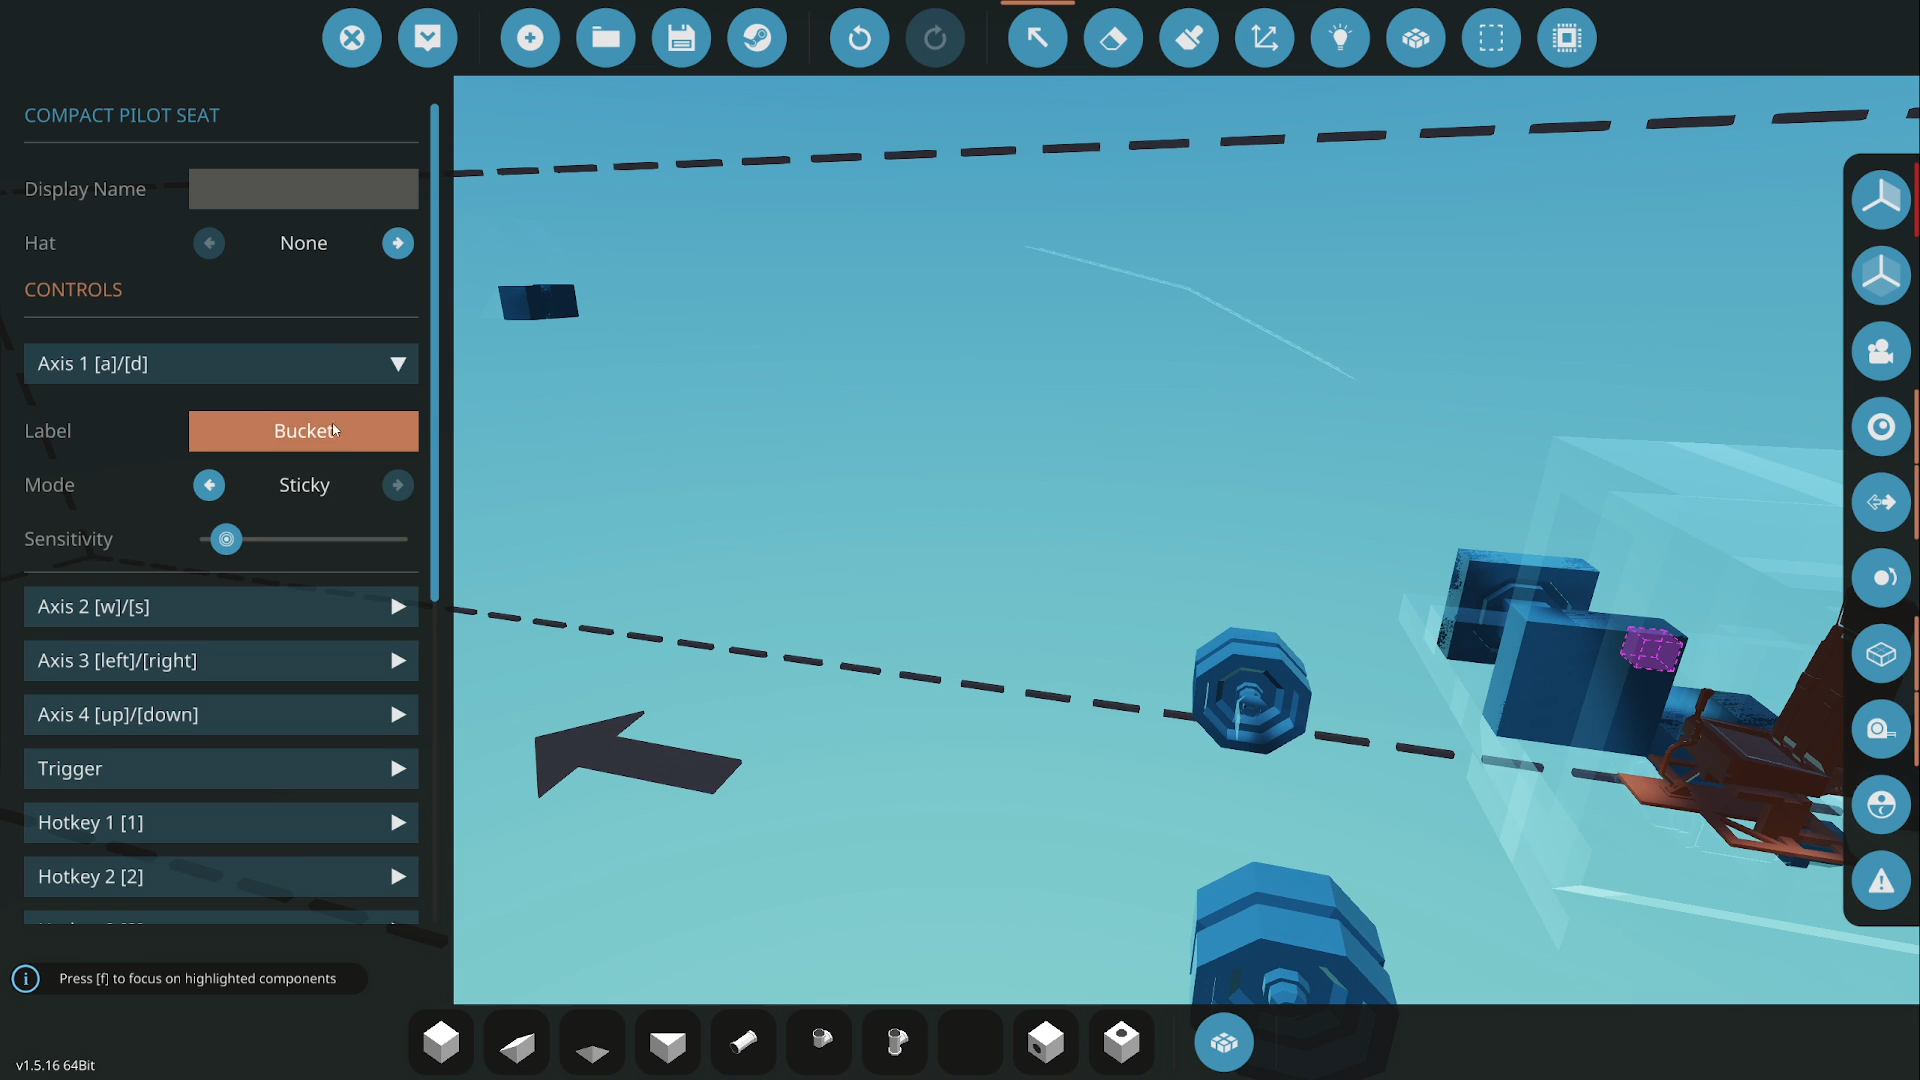 COMPACT PILOT SEAT
Display Name
Hat
None
CONTROLS
Axis 1 [a]/[d]
Label
Bucket
Mode
Sticky
Sensitivity
Axis 2 [w]/[s]
Axis 3 [left]/[right]
Axis 4 [up]/[down]
Trigger
Hotkey 1 [1]
Hotkey 2 [2]
Press [f] to focus on highlighted components
v1.5.16 64Bit